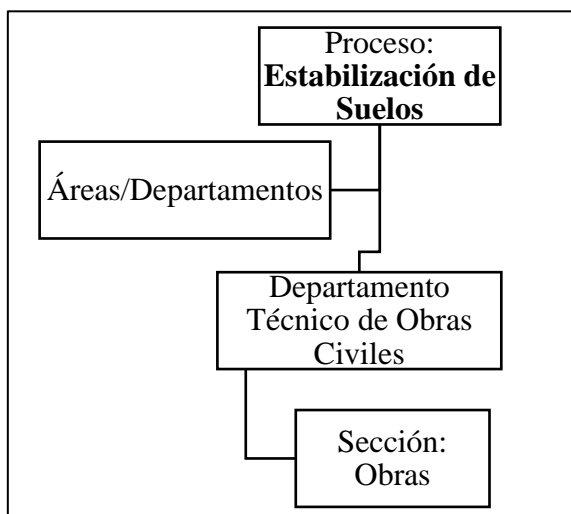 Proceso:
Estabilización de
Suelos
Áreas/Departamentos
Departamento
Técnico de Obras
Civiles
Sección:
Obras